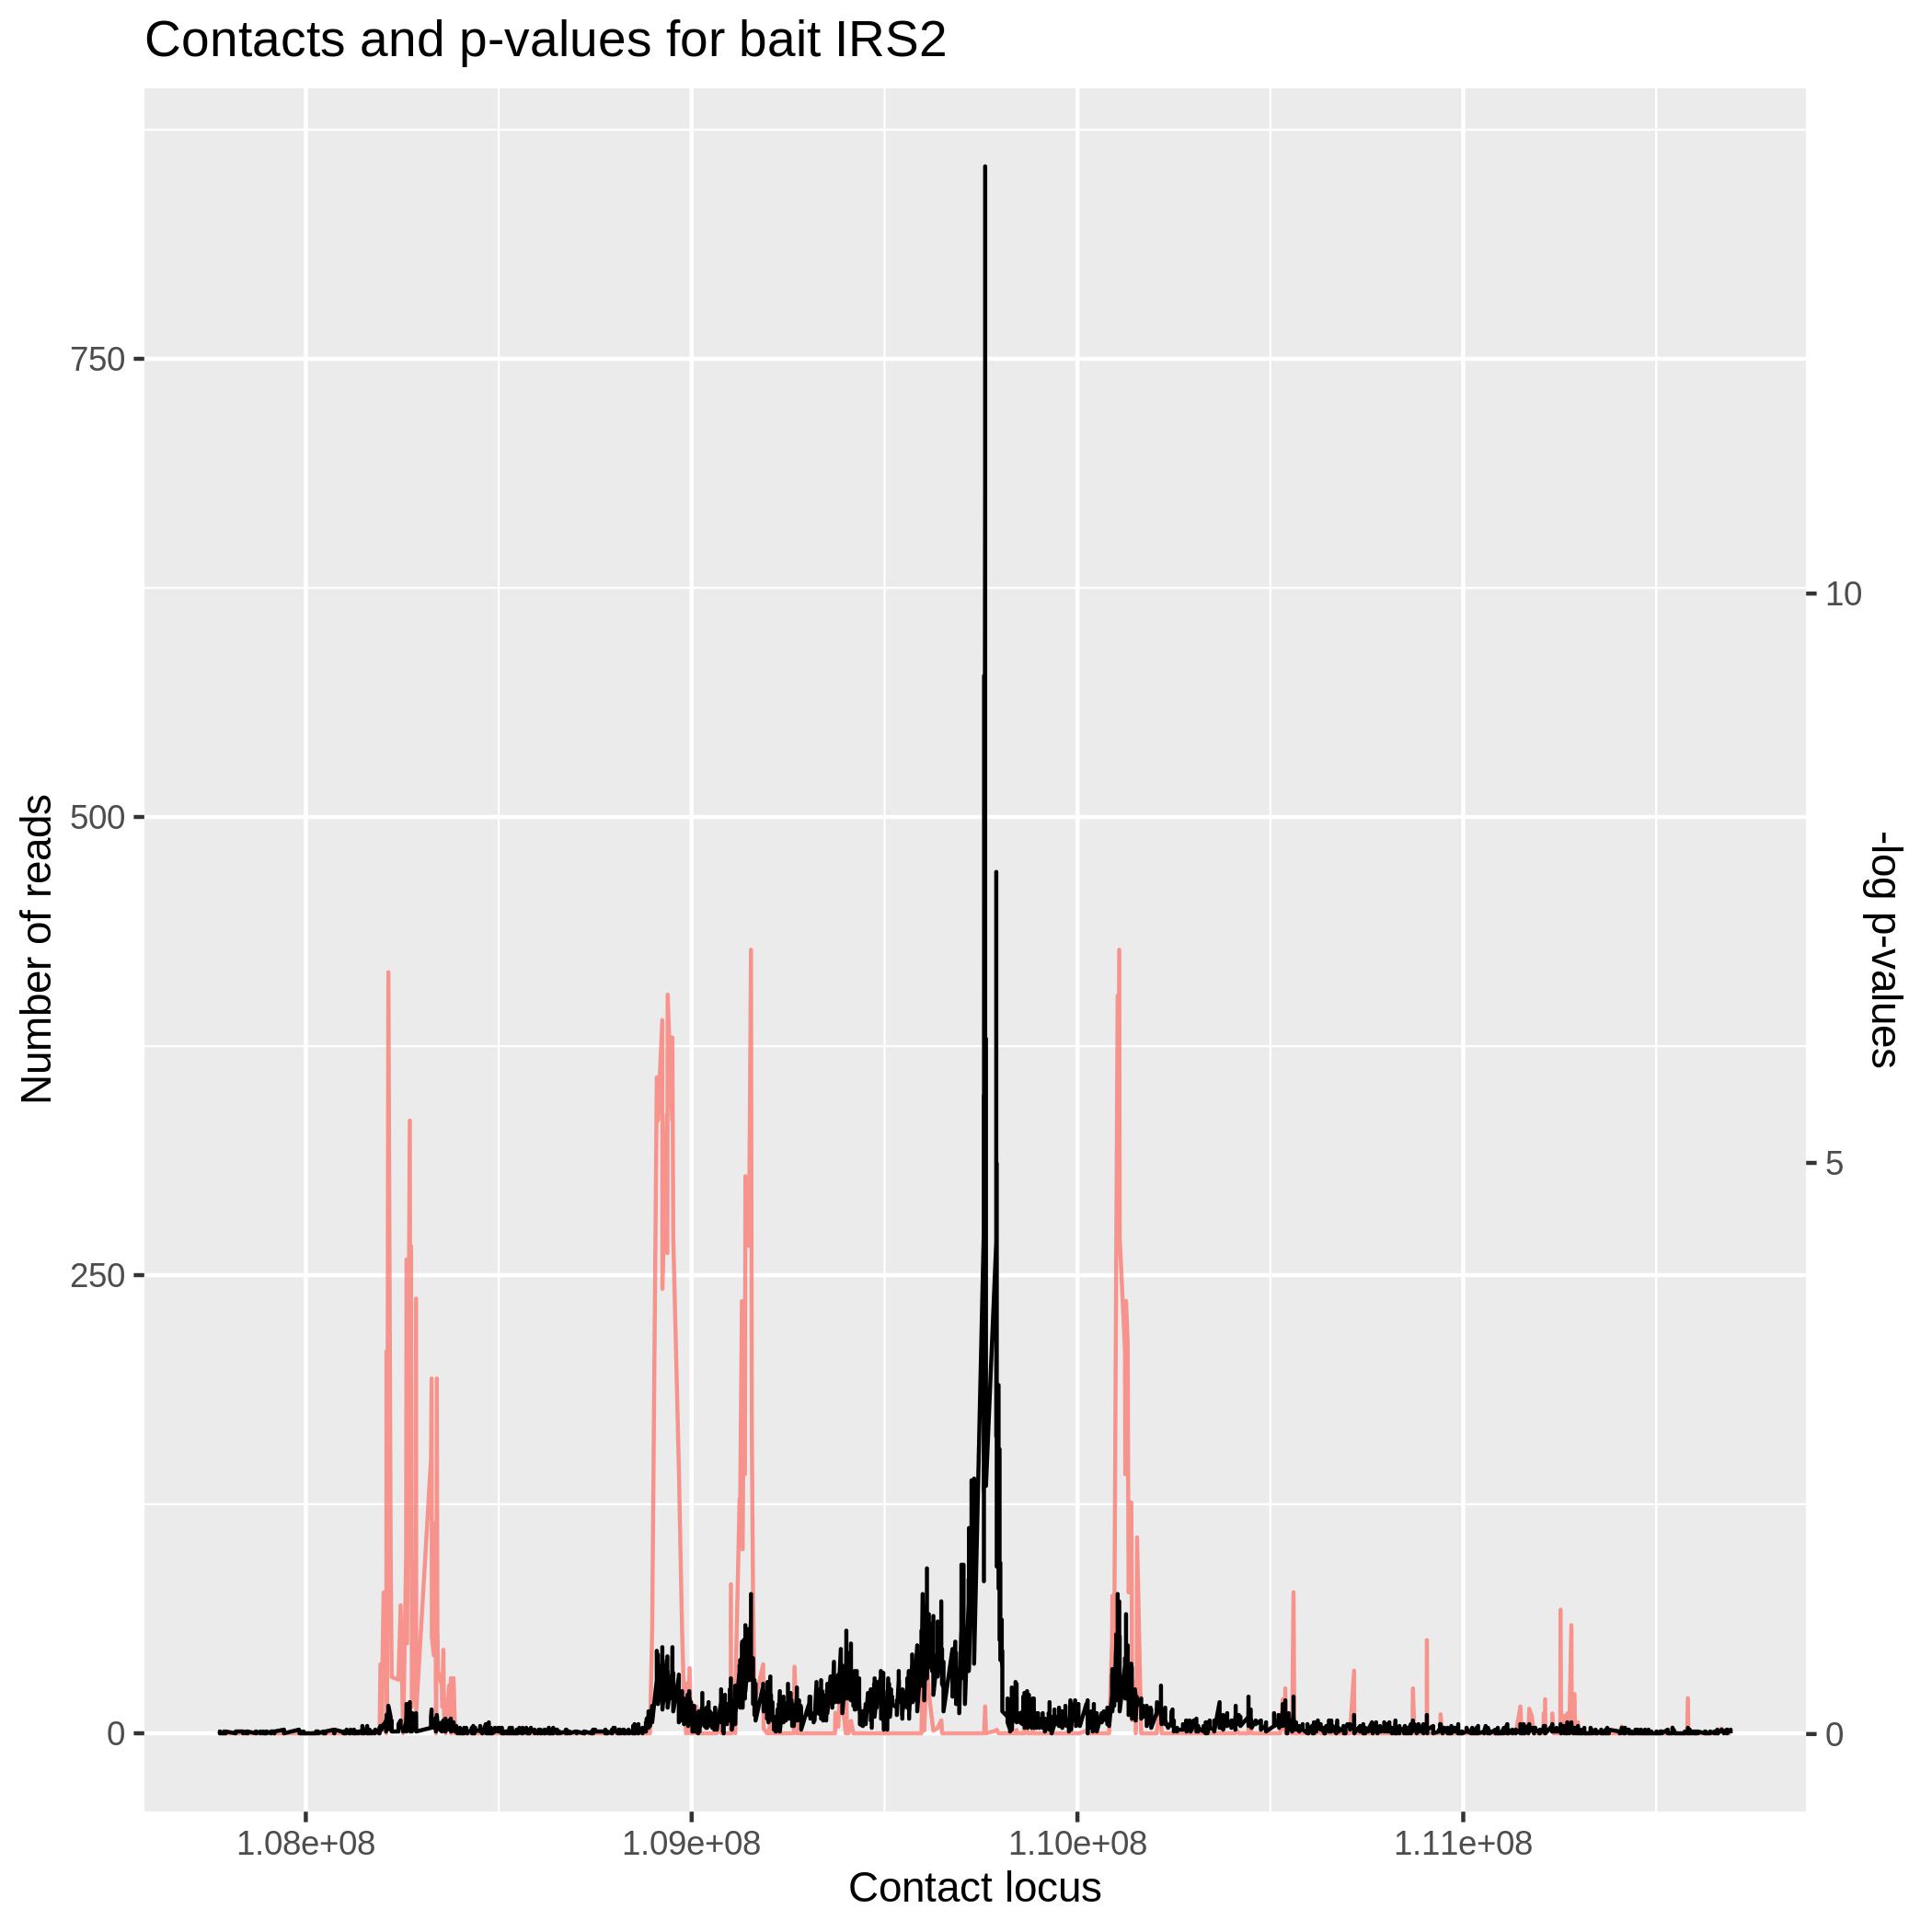 Contacts and p-values for bait IRS2
Number of reads
750
500
250
0
10
5
0
-log p-values
1.08e+08
1.09e+08
1.10e+08
1.11e+08
Contact locus